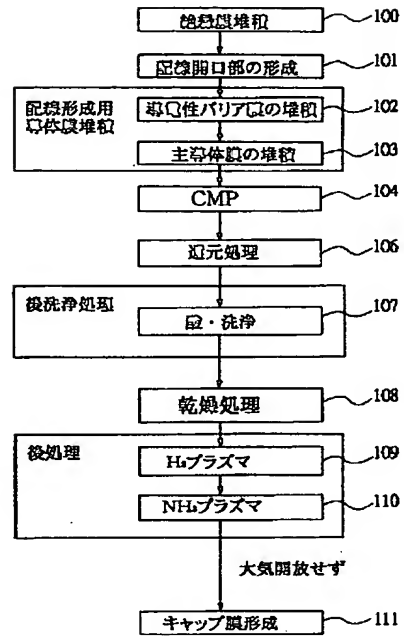 絶縁膜堆積
100
配線開口部の形成
101
配線形成用
導体膜堆積
導電性バリア膜の堆積
102
主導体膜の堆積
103
CMP
104
還元処理
106
後洗浄処理
107
酸・洗浄
乾燥処理
108
後処理
H₂プラズマ
109
NH₃プラズマ
110
大気開放せず
キャップ膜形成
111